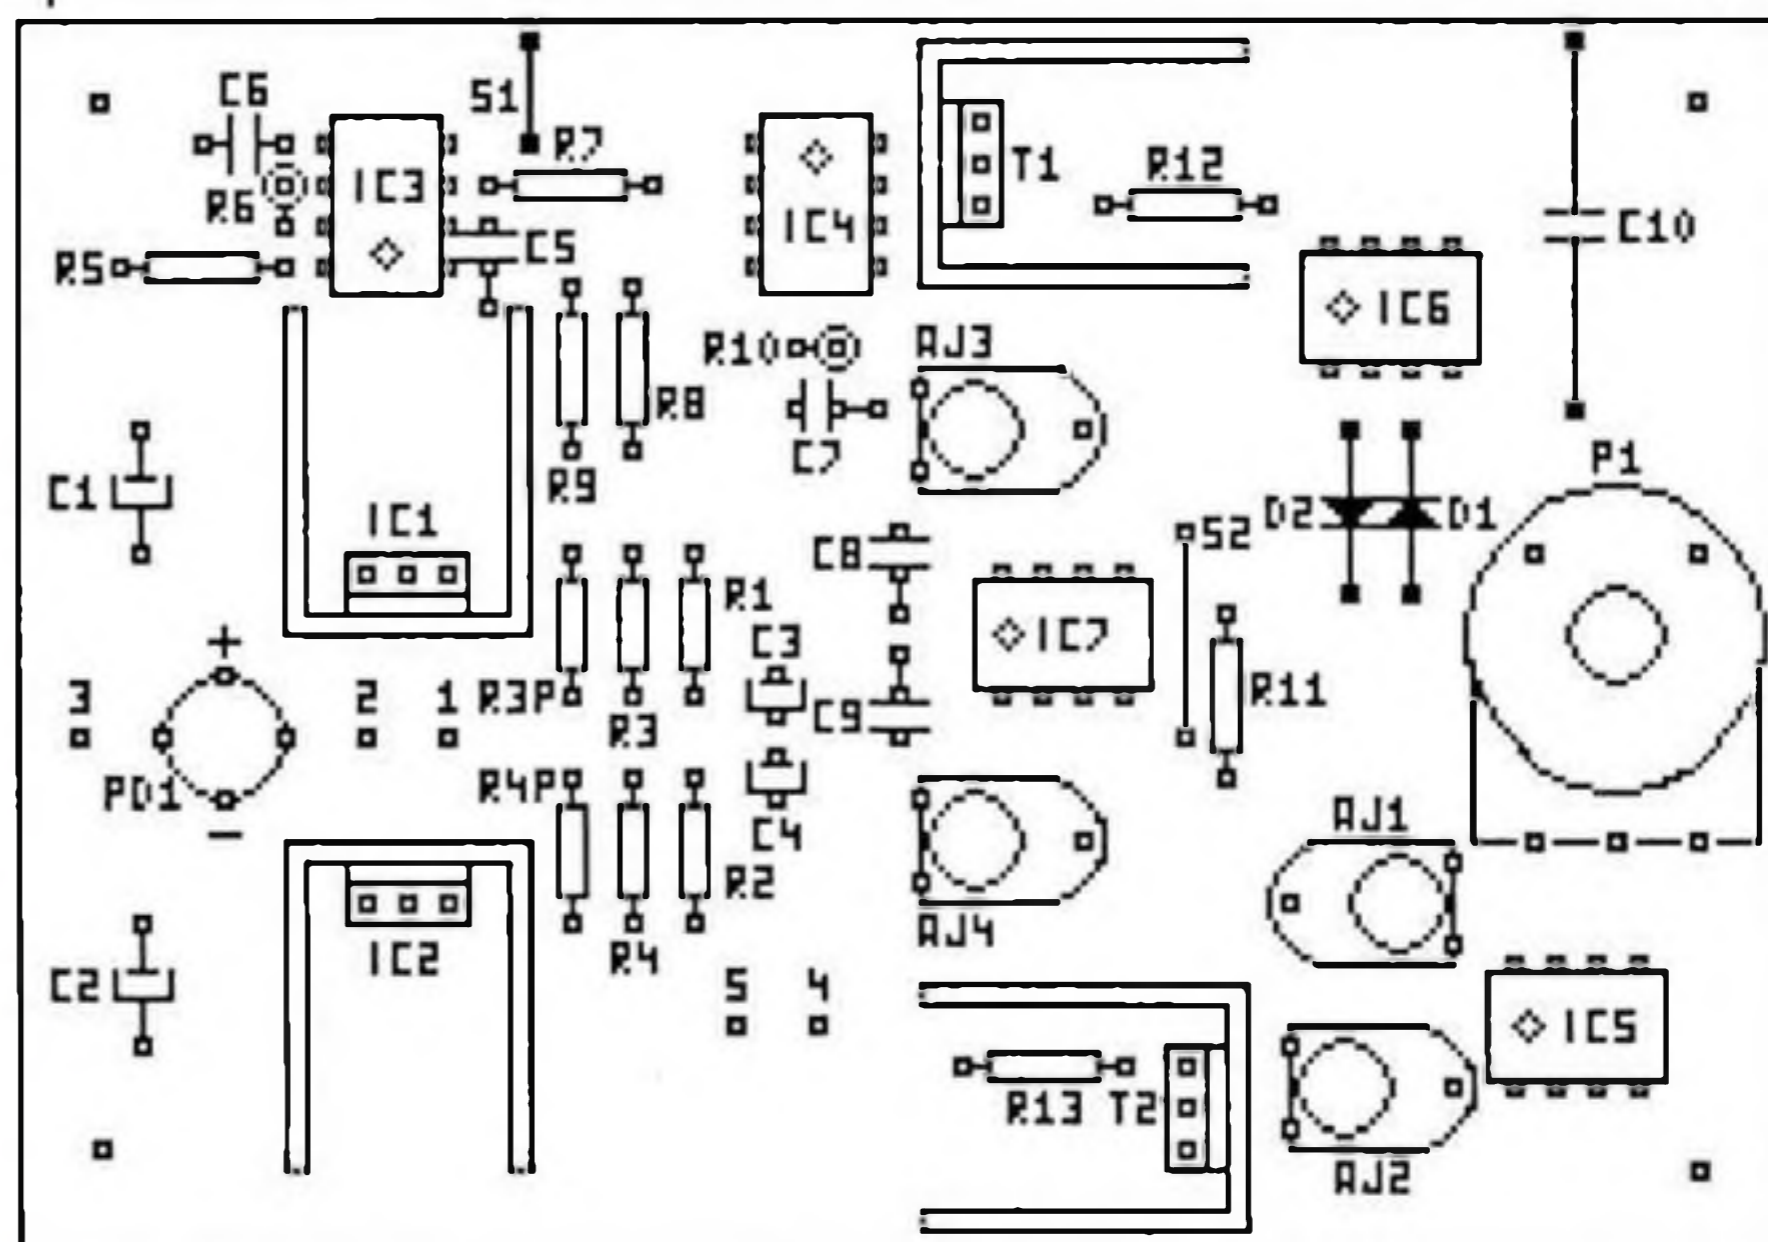 C6
S1
R7
IC3
R6
T1
R12
IC4
C5
C10
R5
IC6
R10
AJ3
R8
C7
R9
P1
C1
IC1
D2
D1
S2
C8
R1
IC7
C3
+
3
2
1
R3P
R3
C9
R11
PD1
R4P
C4
AJ1
−
R2
AJ4
IC2
R4
C2
5
4
IC5
R13
T2
AJ2